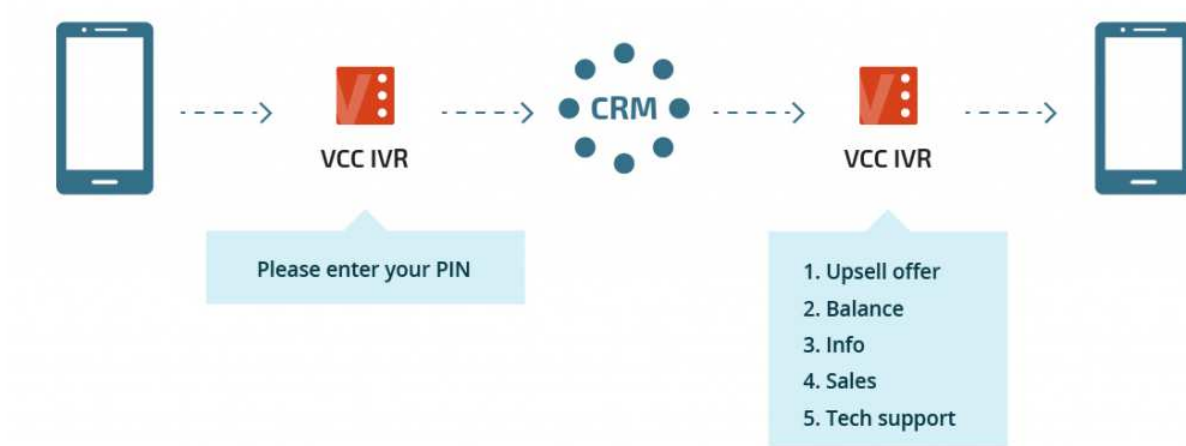 CRM
VCC IVR
VCC IVR
Please enter your PIN
1. Upsell offer
2. Balance
3. Info
4. Sales
5. Tech support